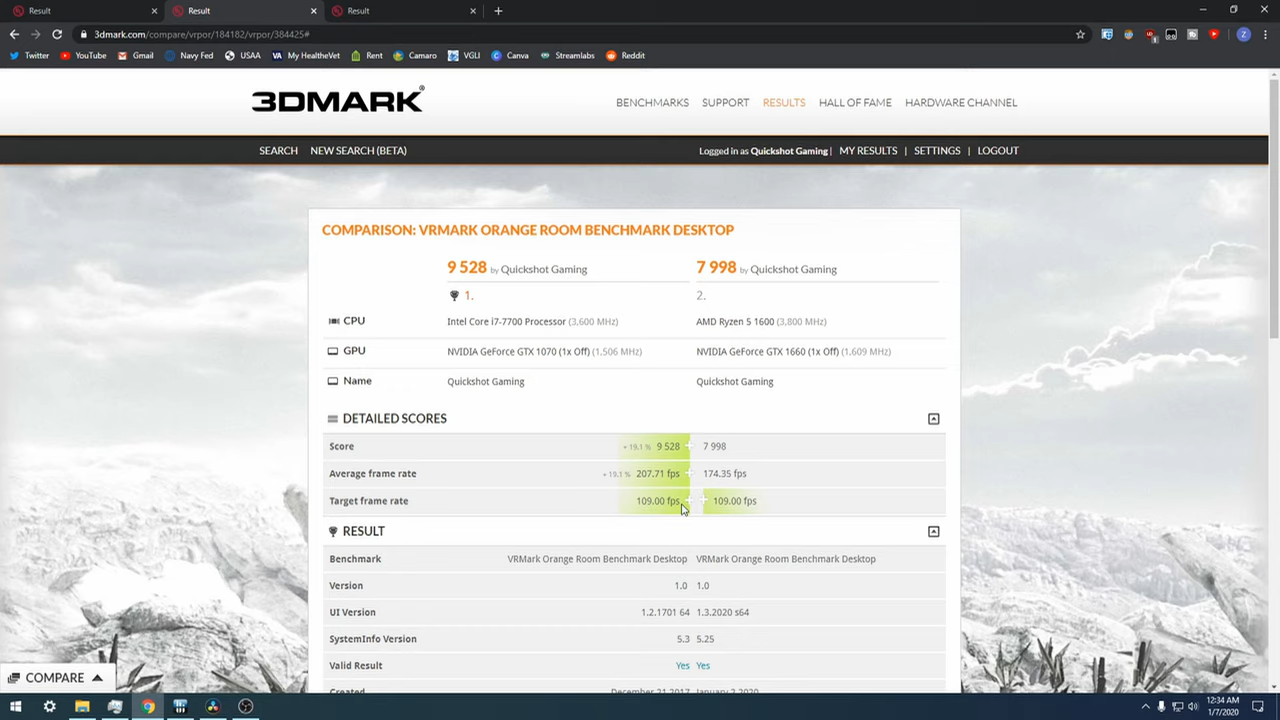 Result
Result
Result
3dmark.com/compare/vrpor/184182/vrpor/384425#
Z
Twitter YouTube Gmail Navy Fed USAA VA My HealtheVet Rent Camaro VGLI Canva Streamlabs Reddit
3DMARK®
BENCHMARKS SUPPORT RESULTS HALL OF FAME HARDWARE CHANNEL
SEARCH NEW SEARCH (BETA) Logged in as Quickshot Gaming | MY RESULTS | SETTINGS | LOGOUT
COMPARISON: VRMARK ORANGE ROOM BENCHMARK DESKTOP
9 528 by Quickshot Gaming 7 998 by Quickshot Gaming
1. 2.
CPU Intel Core i7-7700 Processor (3,600 MHz) AMD Ryzen 5 1600 (3,800 MHz)
GPU NVIDIA GeForce GTX 1070 (1x Off) (1,506 MHz) NVIDIA GeForce GTX 1660 (1x Off) (1,609 MHz)
Name Quickshot Gaming Quickshot Gaming
DETAILED SCORES
Score + 19,1 % 9 528 7 998
Average frame rate + 19,1 % 207.71 fps 174.35 fps
Target frame rate 109.00 fps 109.00 fps
RESULT
Benchmark VRMark Orange Room Benchmark Desktop VRMark Orange Room Benchmark Desktop
Version 1.0 1.0
UI Version 1.2.1701 64 1.3.2020 s64
SystemInfo Version 5.3 5.25
Valid Result Yes Yes
Created December 21 2017 January 2 2020
COMPARE
12:34 AM
1/7/2020